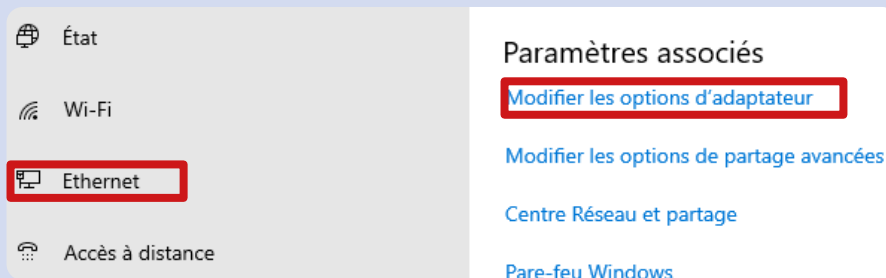 État
Wi-Fi
Ethernet
Accès à distance
Paramètres associés
Modifier les options d’adaptateur
Modifier les options de partage avancées
Centre Réseau et partage
Pare-feu Windows